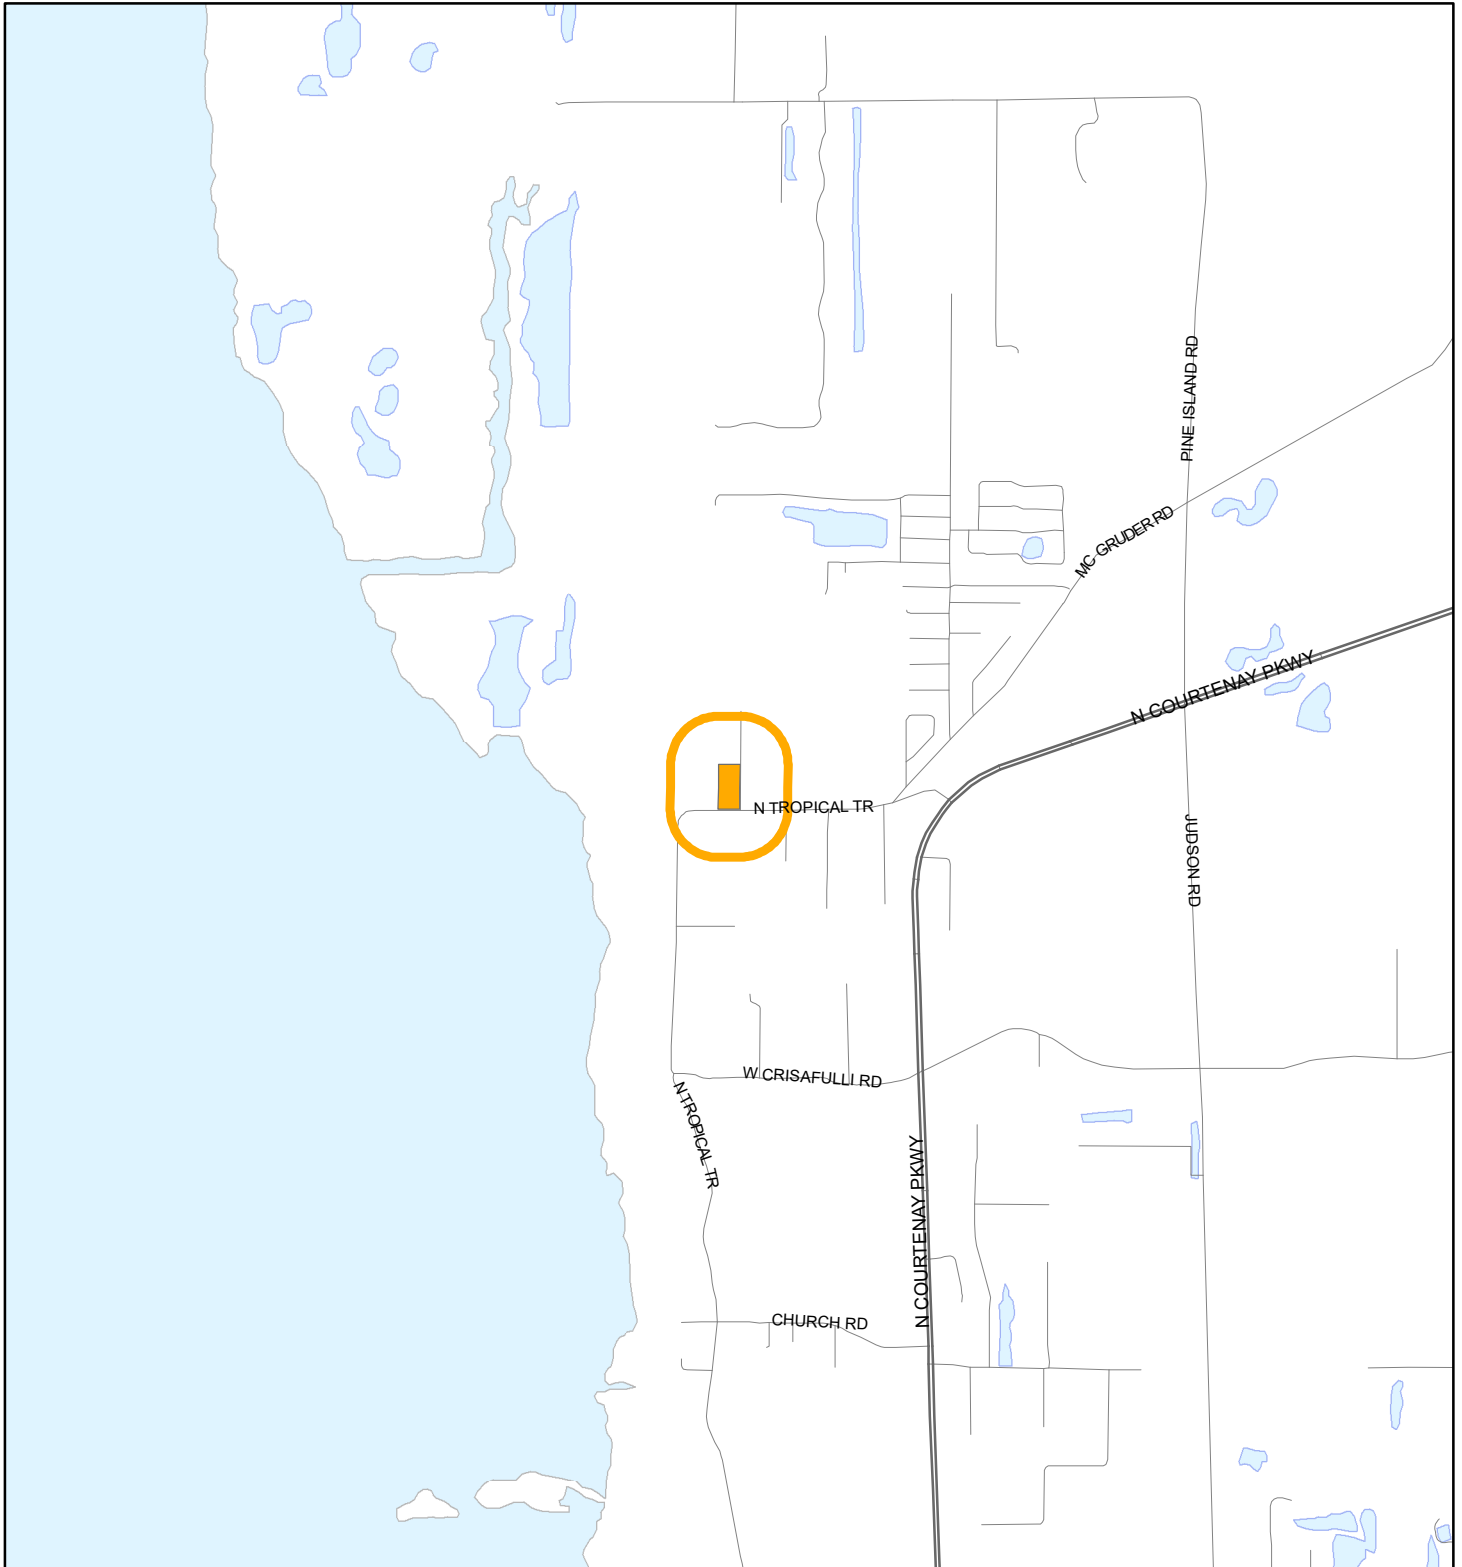 PINE ISLAND RD
MC GRUDER RD
N COURTENAY PKWY
N TROPICAL TR
JUDSON RD
W CRISAFULLI RD
N TROPICAL TR
N COURTENAY PKWY
CHURCH RD